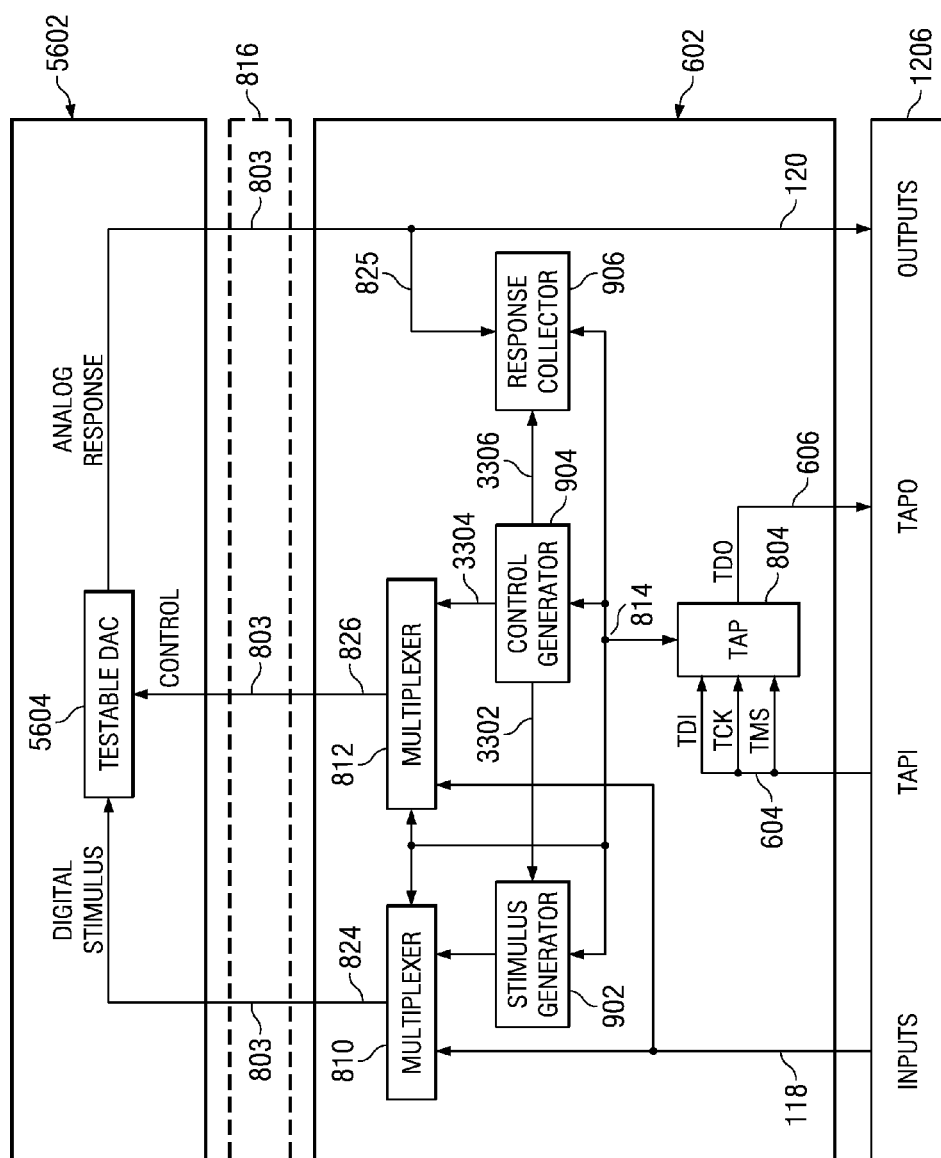 5602
816
602
1206
803
120
825
ANALOG
RESPONSE
RESPONSE
COLLECTOR
906
3306
904
606
OUTPUTS
TAPO
TDO
804
5604
TESTABLE DAC
CONTROL
803
826
3304
CONTROL
GENERATOR
814
TAP
812
MULTIPLEXER
3302
TDI
TCK
TMS
604
TAPI
DIGITAL
STIMULUS
803
824
810
MULTIPLEXER
STIMULUS
GENERATOR
902
118
INPUTS